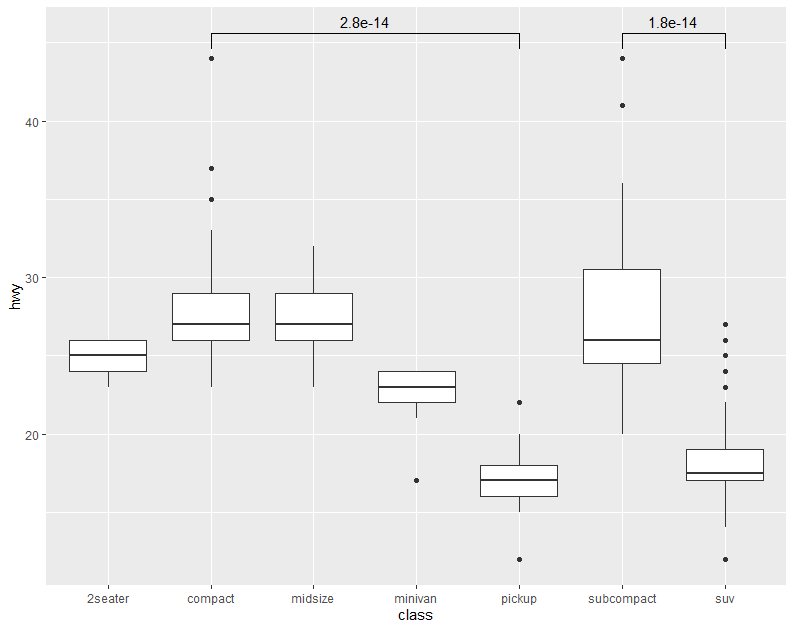 2.8e-14 1.8e-14
40
30
20
hwy
2seater compact midsize minivan pickup subcompact suv
class